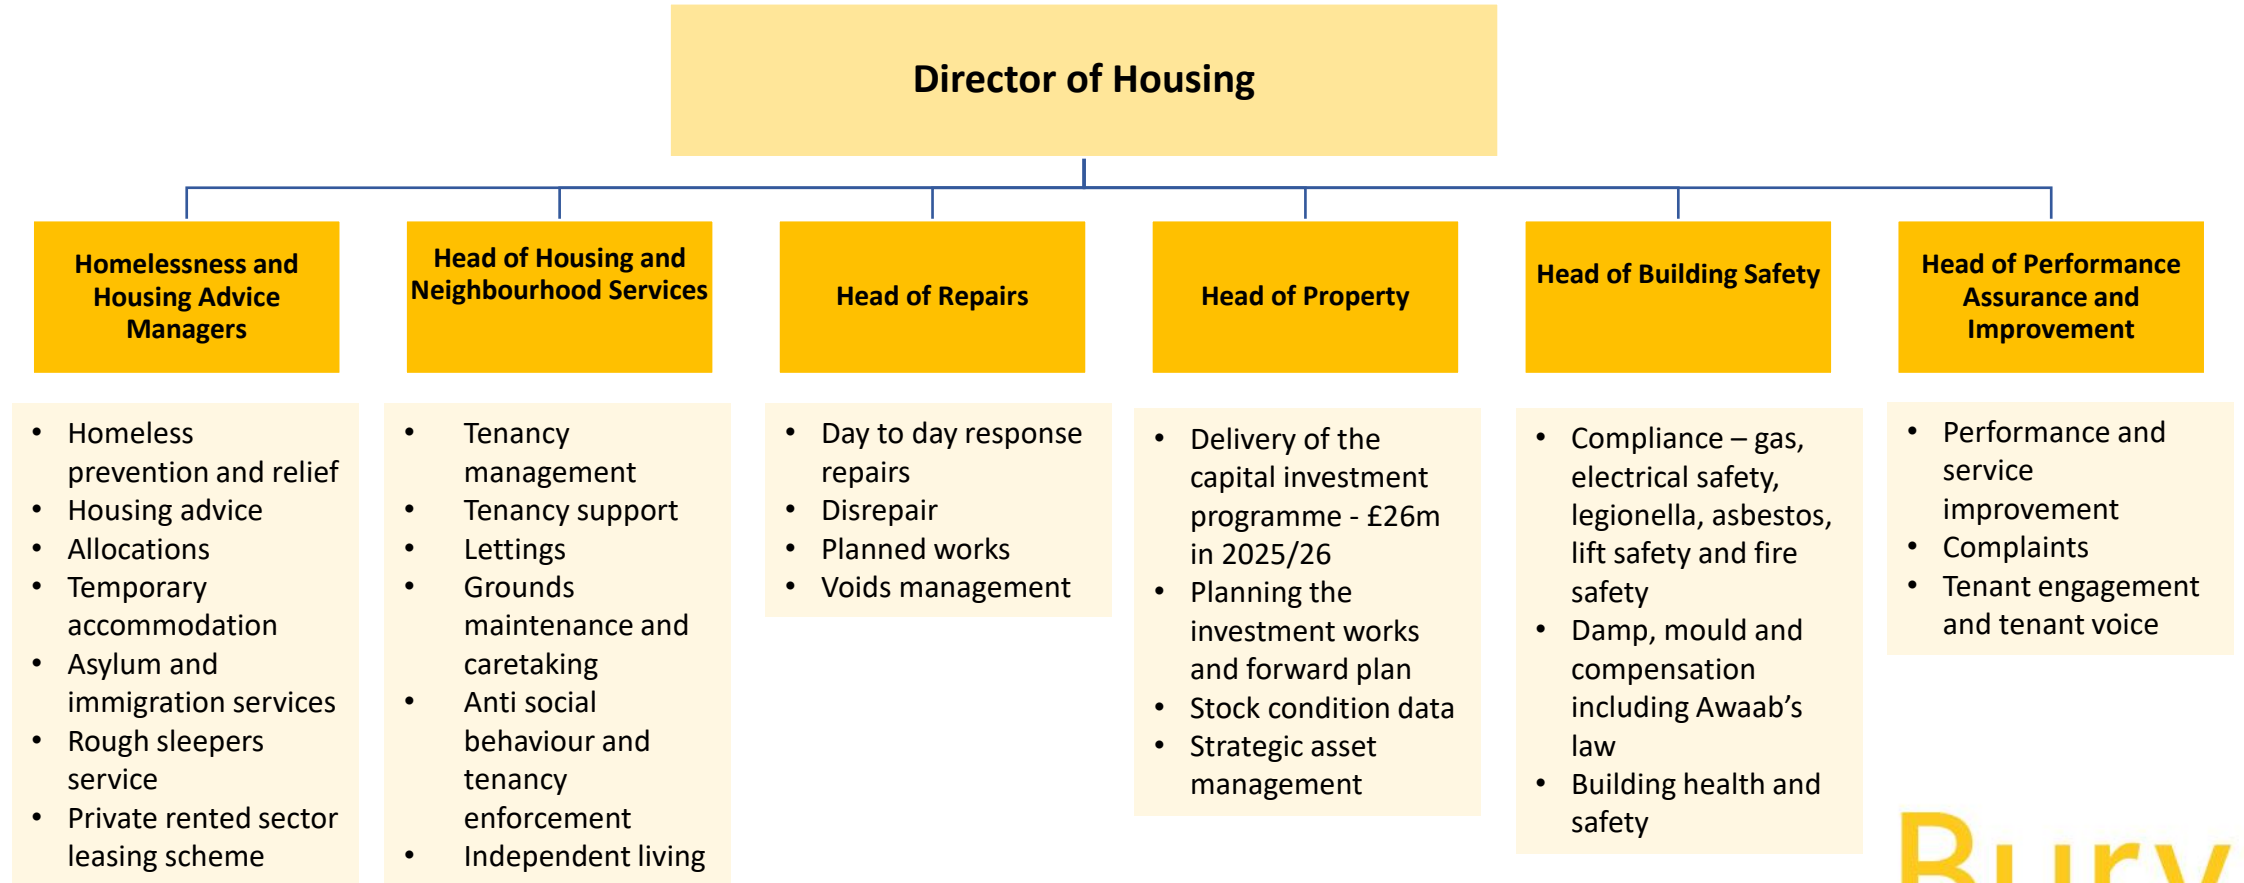 Director of Housing
Homelessness and
Housing Advice
Managers
Head of Housing and
Neighbourhood Services
Head of Repairs
Head of Property
Head of Building Safety
Head of Performance
Assurance and
Improvement
• Homeless
prevention and relief
• Housing advice
• Allocations
• Temporary
accommodation
• Asylum and
immigration services
• Rough sleepers
service
• Private rented sector
leasing scheme
• Tenancy
management
• Tenancy support
• Lettings
• Grounds
maintenance and
caretaking
• Anti social
behaviour and
tenancy
enforcement
• Independent living
• Day to day response
repairs
• Disrepair
• Planned works
• Voids management
• Delivery of the
capital investment
programme - £26m
in 2025/26
• Planning the
investment works
and forward plan
• Stock condition data
• Strategic asset
management
• Compliance – gas,
electrical safety,
legionella, asbestos,
lift safety and fire
safety
• Damp, mould and
compensation
including Awaab’s
law
• Building health and
safety
• Performance and
service
improvement
• Complaints
• Tenant engagement
and tenant voice
Bury